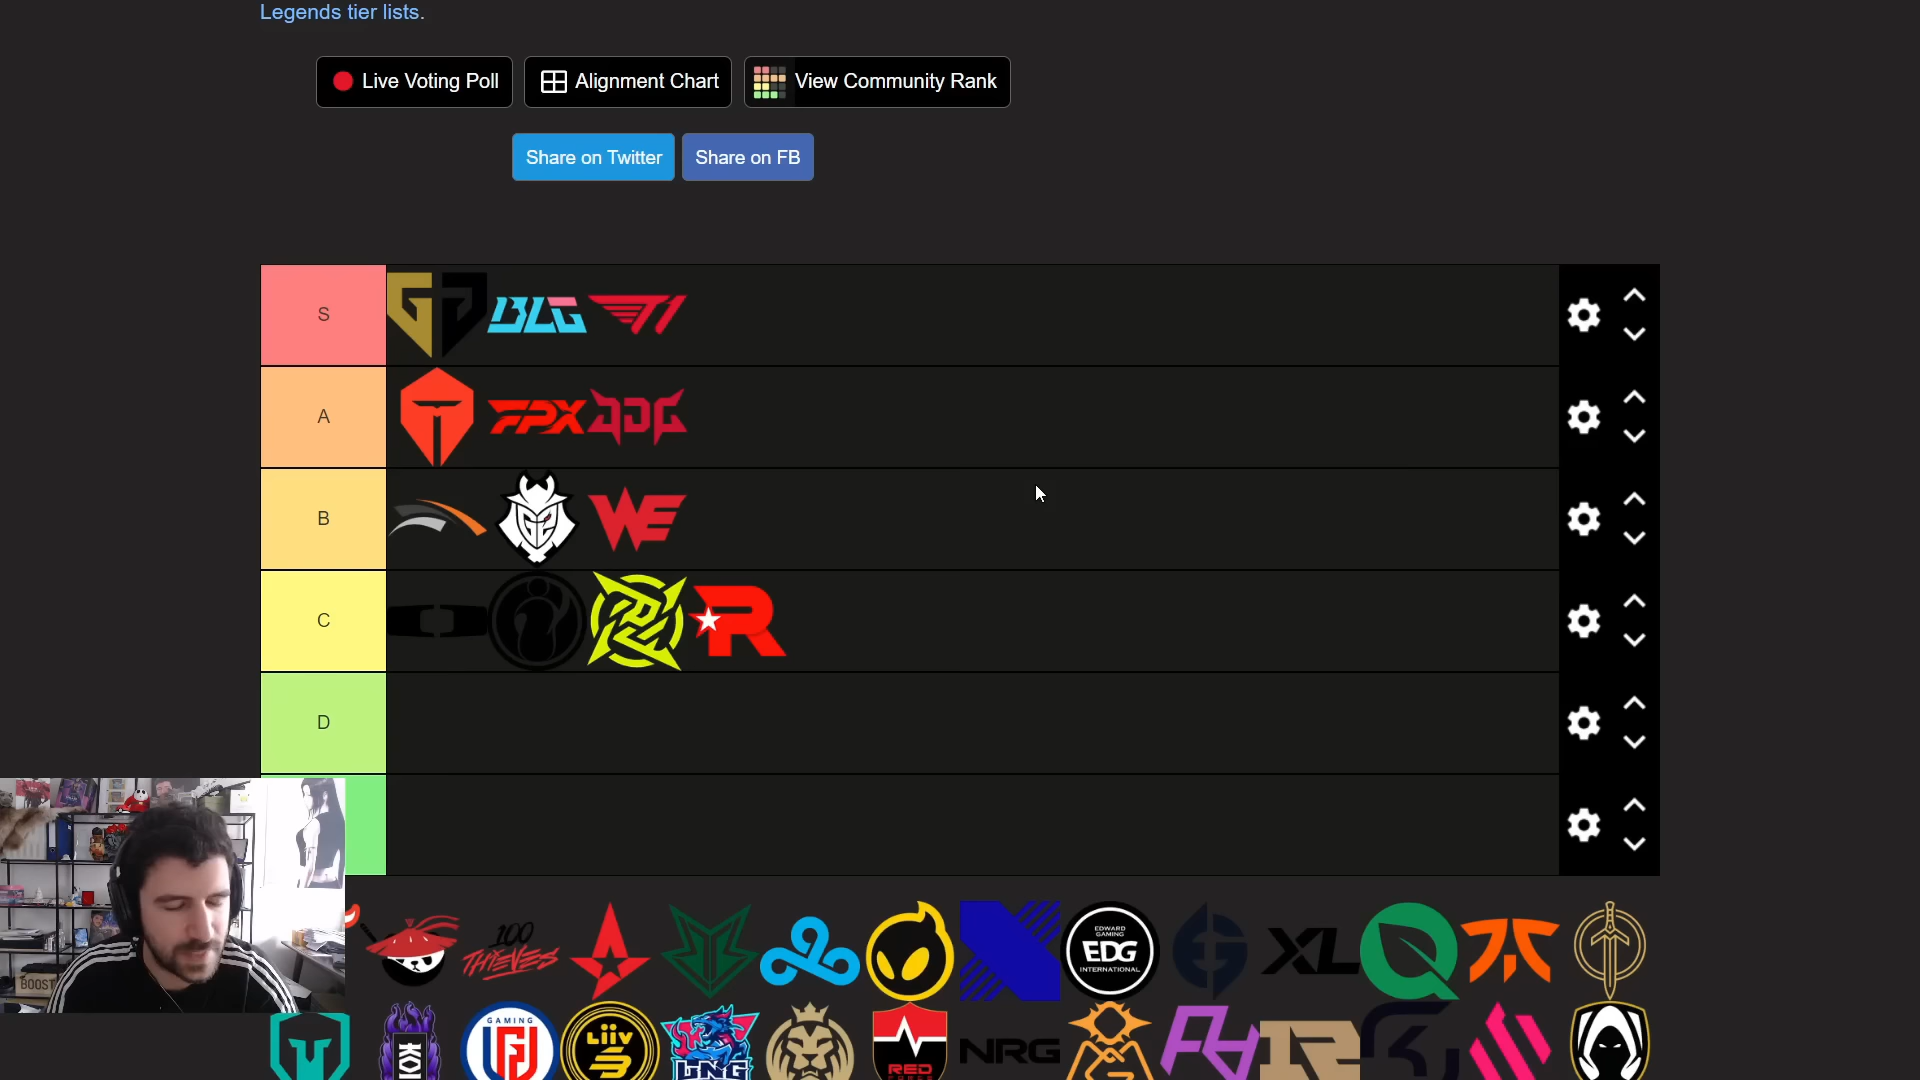 Legends tier lists.
Live Voting Poll
Alignment Chart
View Community Rank
Share on Twitter
Share on FB
S
BLG
T1
A
FPX
JDG
B
WE
C
R
D
100
THIEVES
EDWARD
GAMING
EDG
INTERNATIONAL
XL
GAMING
LIIV
LNG
RED
NRG
BOOST